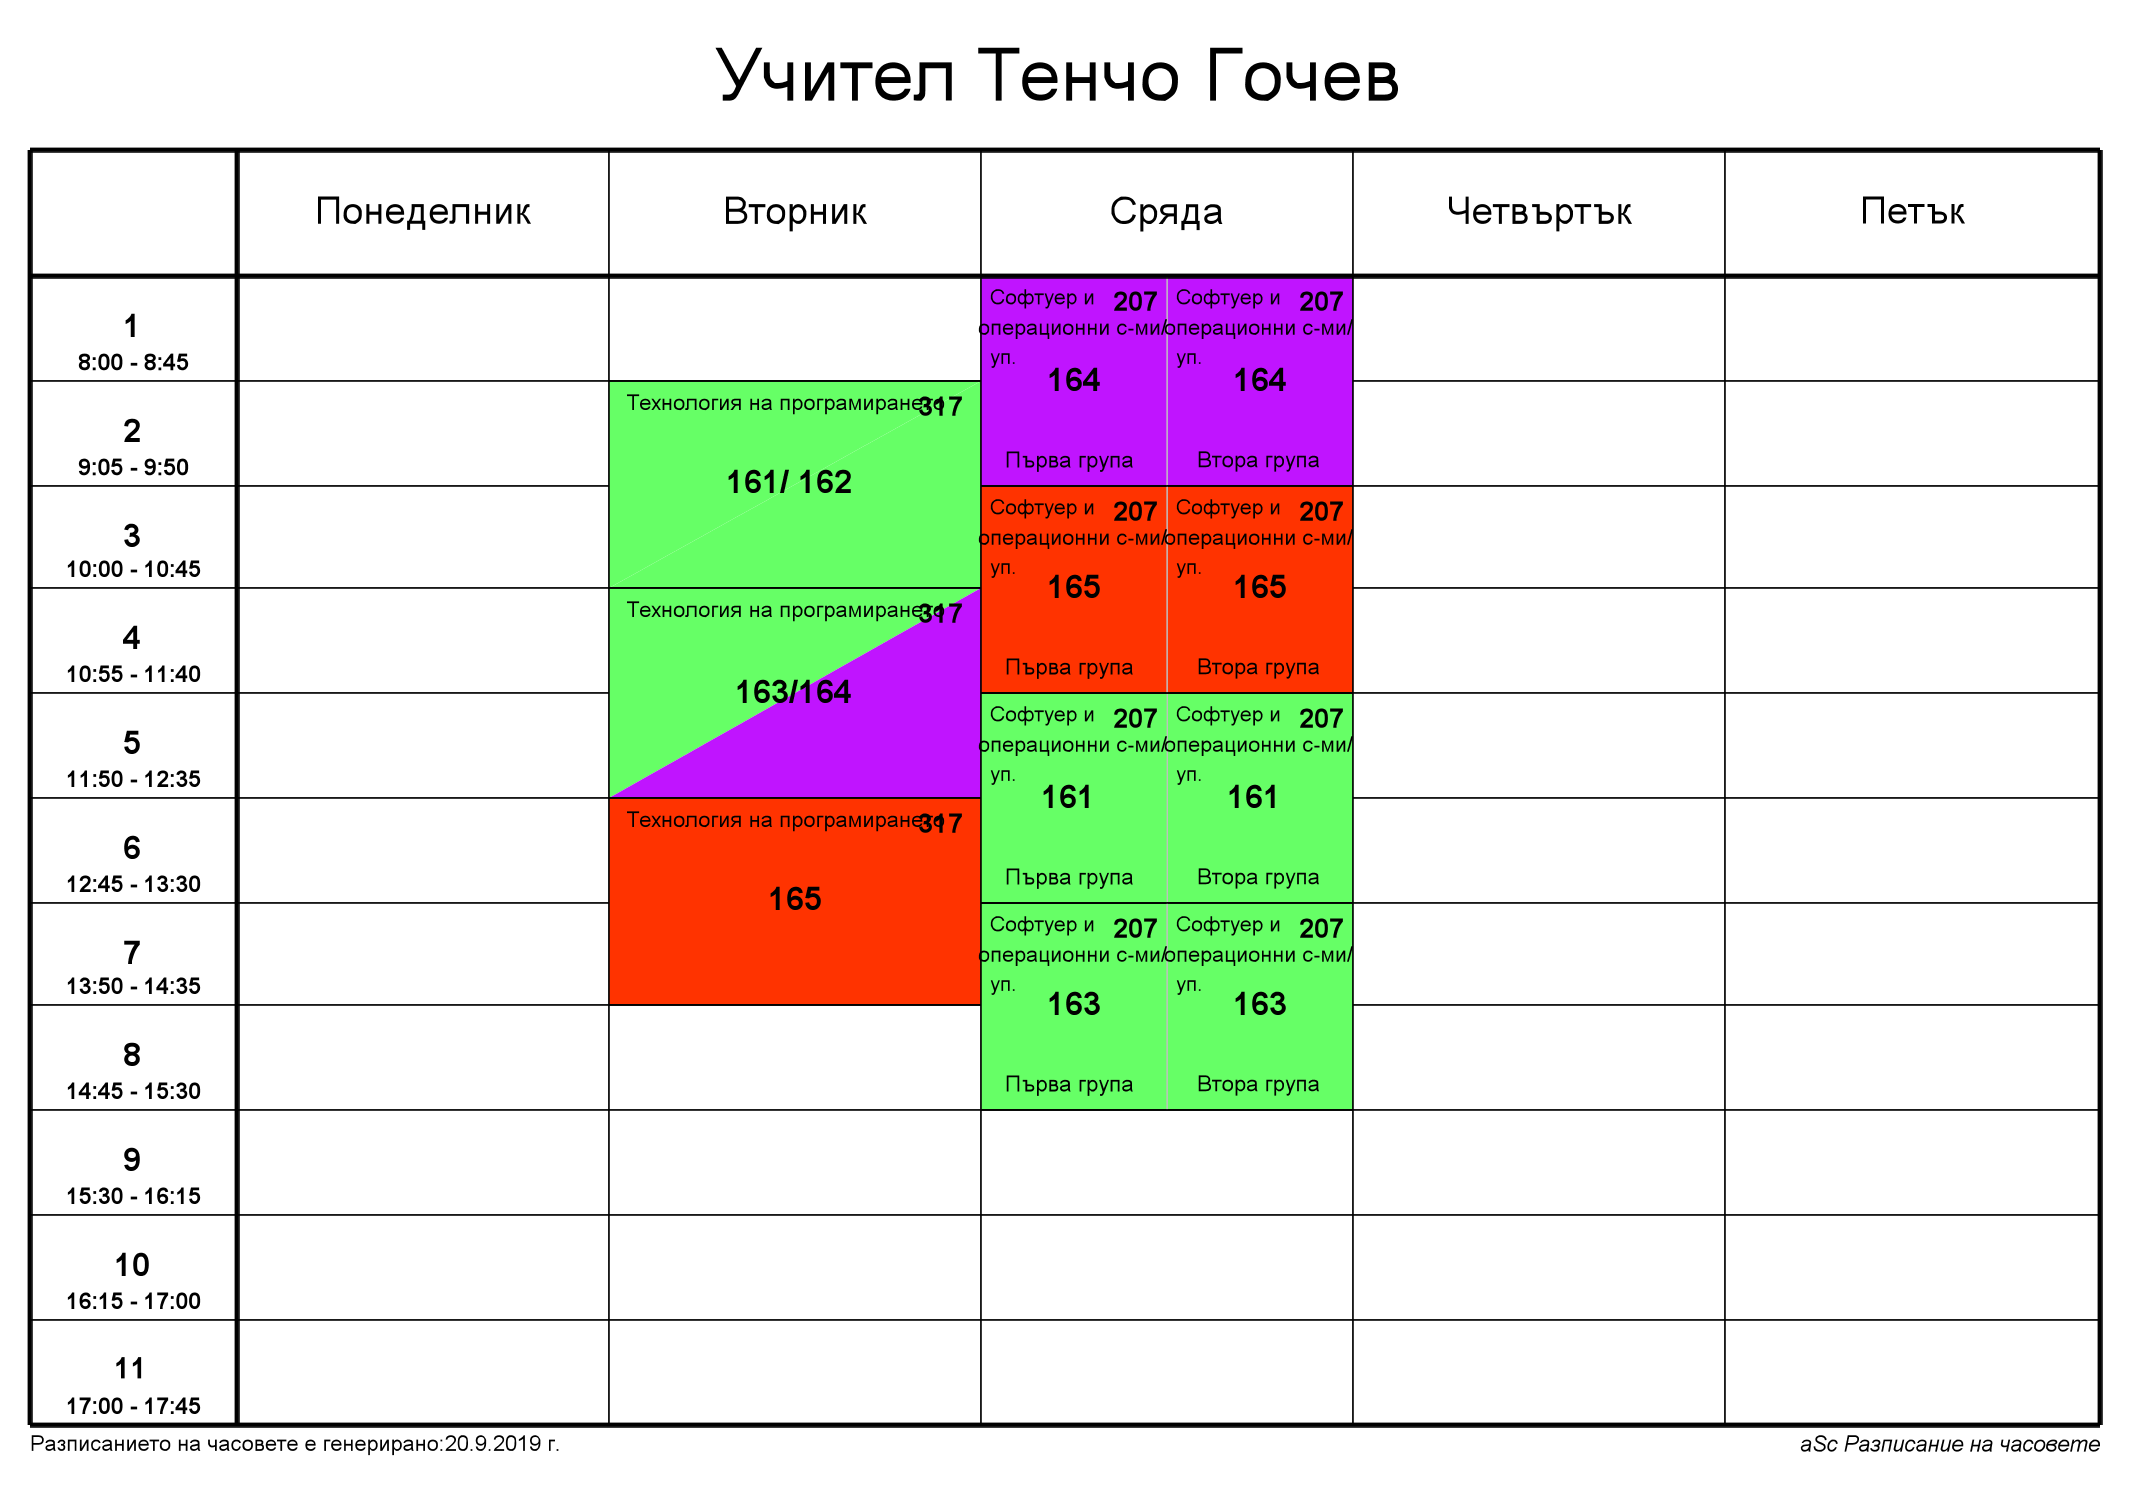 Учител Тенчо Гочев
Понеделник Вторник Сряда Четвъртък Петък
1
8:00 - 8:45
2
9:05 - 9:50
3
10:00 - 10:45
4
10:55 - 11:40
5
11:50 - 12:35
6
12:45 - 13:30
7
13:50 - 14:35
8
14:45 - 15:30
9
15:30 - 16:15
10
16:15 - 17:00
11
17:00 - 17:45
Технология на програмирането 317
161/ 162
Технология на програмирането 317
163/164
Технология на програмирането 317
165
Софтуер и 207
операционни с-ми/
уп.
164
Първа група
Софтуер и 207
операционни с-ми/
уп.
164
Втора група
Софтуер и 207
операционни с-ми/
уп.
165
Първа група
Софтуер и 207
операционни с-ми/
уп.
165
Втора група
Софтуер и 207
операционни с-ми/
уп.
161
Първа група
Софтуер и 207
операционни с-ми/
уп.
161
Втора група
Софтуер и 207
операционни с-ми/
уп.
163
Първа група
Софтуер и 207
операционни с-ми/
уп.
163
Втора група
Разписанието на часовете е генерирано:20.9.2019 г.
aSc Разписание на часовете